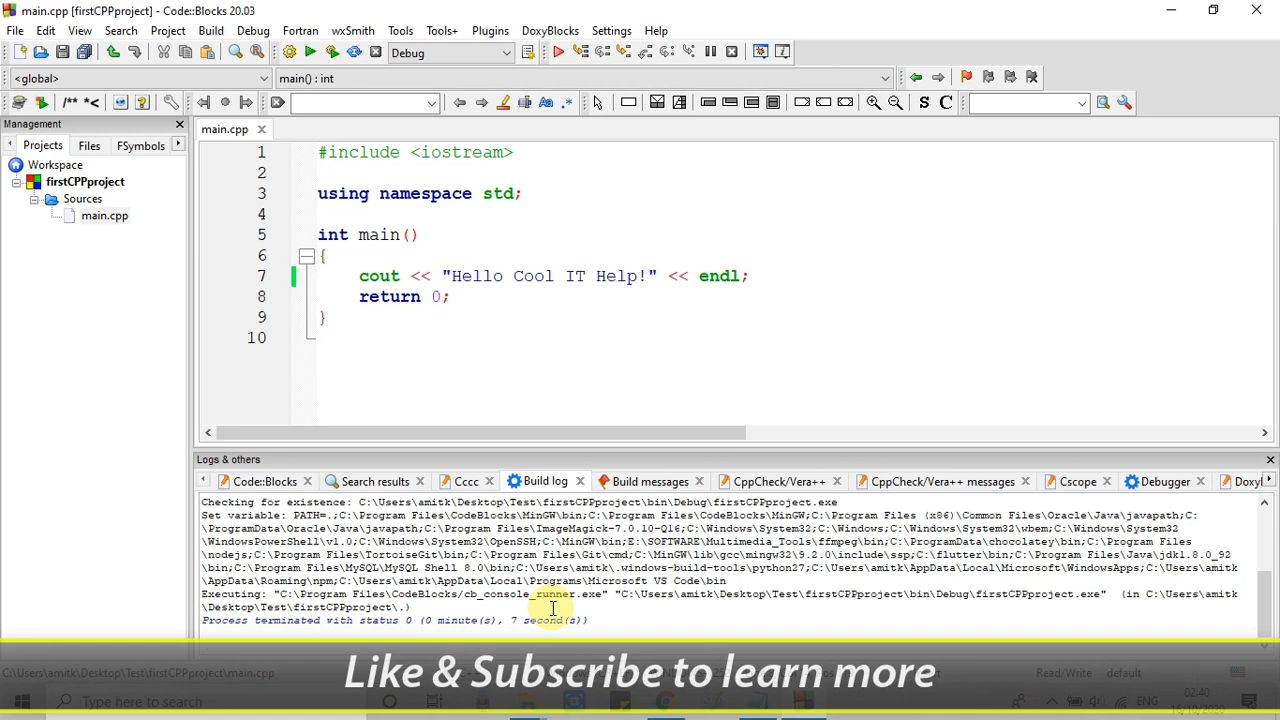 main.cpp [firstCPPproject] - Code::Blocks 20.03
File Edit View Search Project Build Debug Fortran wxSmith Tools Tools+ Plugins DoxyBlocks Settings Help
Debug
<global>
main() : int
/** *<
S C
Management
Projects Files FSymbols
Workspace
firstCPPproject
Sources
main.cpp
main.cpp
1 #include <iostream>
2
3 using namespace std;
4
5 int main()
6 {
7 cout << "Hello Cool IT Help!" << endl;
8 return 0;
9 }
10
Logs & others
Code::Blocks Search results Cccc Build log Build messages CppCheck/Vera++ CppCheck/Vera++ messages Cscope Debugger Doxyl
Checking for existence: C:\Users\amitk\Desktop\Test\firstCPPproject\bin\Debug\firstCPPproject.exe
Set variable: PATH=.;C:\Program Files\CodeBlocks\MinGW\bin;C:\Program Files\CodeBlocks\MinGW;C:\Program Files (x86)\Common Files\Oracle\Java\javapath;C:
\ProgramData\Oracle\Java\javapath;C:\Program Files\ImageMagick-7.0.10-Q16;C:\Windows\System32;C:\Windows;C:\Windows\System32\wbem;C:\Windows\System32
\WindowsPowerShell\v1.0;C:\Windows\System32\OpenSSH;C:\MinGW\bin;E:\SOFTWARE\Multimedia_Tools\ffmpeg\bin;C:\ProgramData\chocolatey\bin;C:\Program Files
\nodejs;C:\Program Files\TortoiseGit\bin;C:\Program Files\Git\cmd;C:\MinGW\lib\gcc\mingw32\9.2.0\include\ssp;C:\flutter\bin;C:\Program Files\Java\jdk1.8.0_92
\bin;C:\Program Files\MySQL\MySQL Shell 8.0\bin;C:\Users\amitk\.windows-build-tools\python27;C:\Users\amitk\AppData\Local\Microsoft\WindowsApps;C:\Users\amitk
\AppData\Roaming\npm;C:\Users\amitk\AppData\Local\Programs\Microsoft VS Code\bin
Executing: "C:\Program Files\CodeBlocks/cb_console_runner.exe" "C:\Users\amitk\Desktop\Test\firstCPPproject\bin\Debug\firstCPPproject.exe"  (in C:\Users\amitk
\Desktop\Test\firstCPPproject\.)
Process terminated with status 0 (0 minute(s), 7 second(s))
Like & Subscribe to learn more
C:\Users\amitk\Desktop\Test\firstCPPproject\main.cpp
Read/Write default
Type here to search
ENG
02:40
16/10/2020